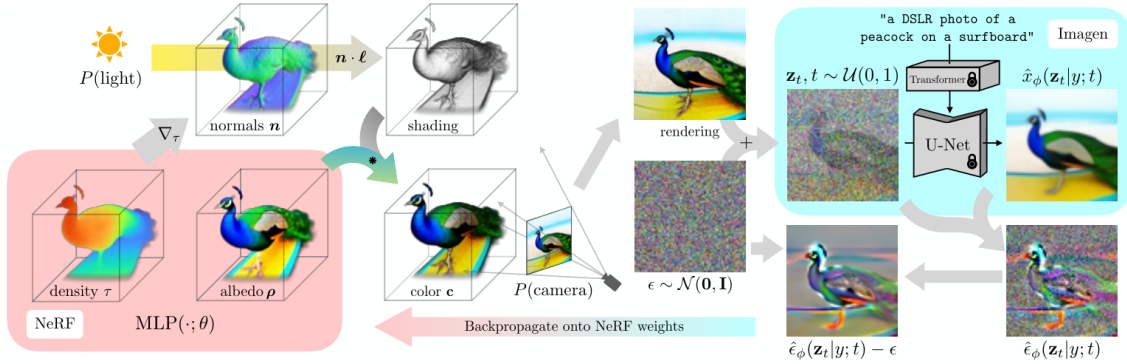 "a DSLR photo of a
peacock on a surfboard"
Imagen
P(light)
n · ℓ
z_t, t ∼ U(0, 1)
Transformer
x̂_ϕ(z_t|y; t)
normals n
shading
rendering
∇_τ
*
+
U-Net
density τ
albedo ρ
color c
P(camera)
ϵ ∼ N(0, I)
NeRF
MLP(·; θ)
Backpropagate onto NeRF weights
ϵ̂_ϕ(z_t|y; t) − ϵ
ϵ̂_ϕ(z_t|y; t)